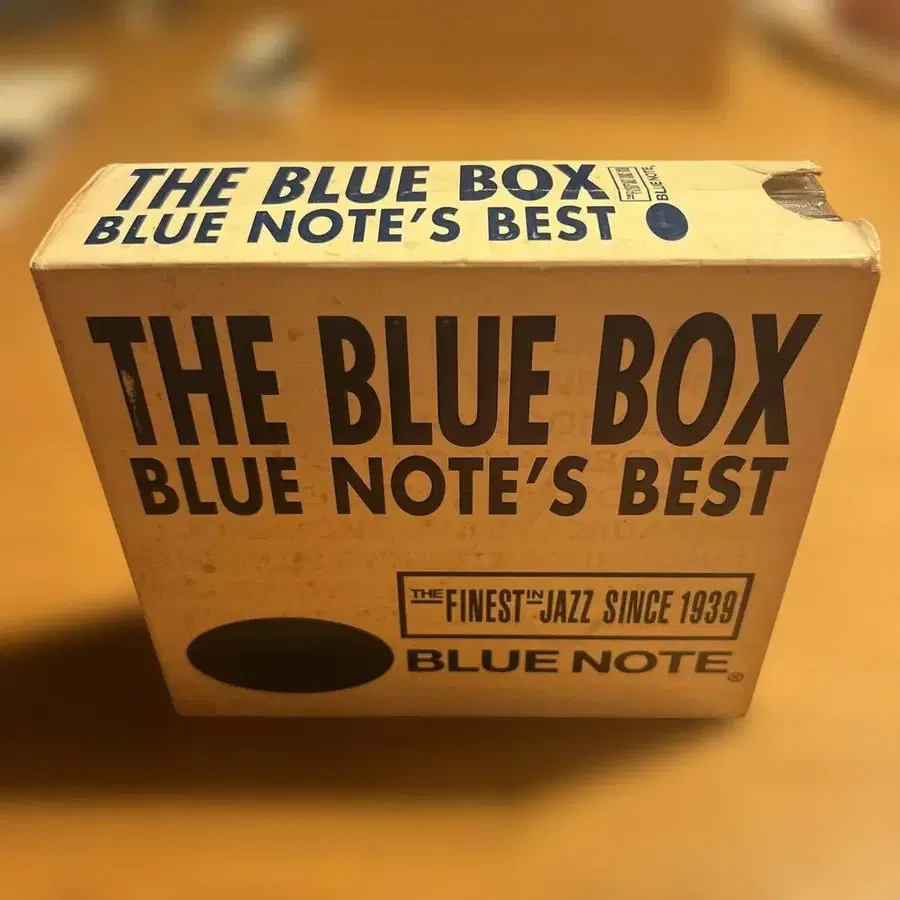 THE BLUE BOX
BLUE NOTE'S BEST
BLUE NOTE
THE BLUE BOX
BLUE NOTE'S BEST
THE FINEST IN JAZZ SINCE 1939
BLUE NOTE®